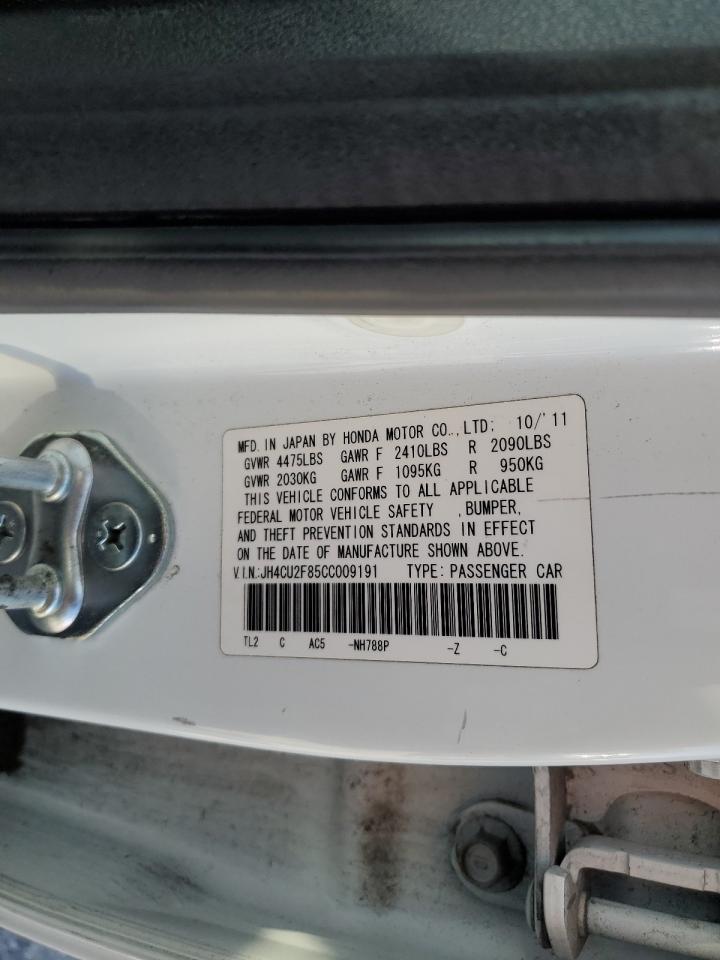 MFD. IN JAPAN BY HONDA MOTOR CO.,LTD; 10/'11
GVWR 4475LBS GAWR F 2410LBS R 2090LBS
GVWR 2030KG GAWR F 1095KG R 950KG
THIS VEHICLE CONFORMS TO ALL APPLICABLE
FEDERAL MOTOR VEHICLE SAFETY ,BUMPER,
AND THEFT PREVENTION STANDARDS IN EFFECT
ON THE DATE OF MANUFACTURE SHOWN ABOVE.
V.I.N.:JH4CU2F85CC009191 TYPE: PASSENGER CAR
TL2 C AC5 -NH788P -Z -C